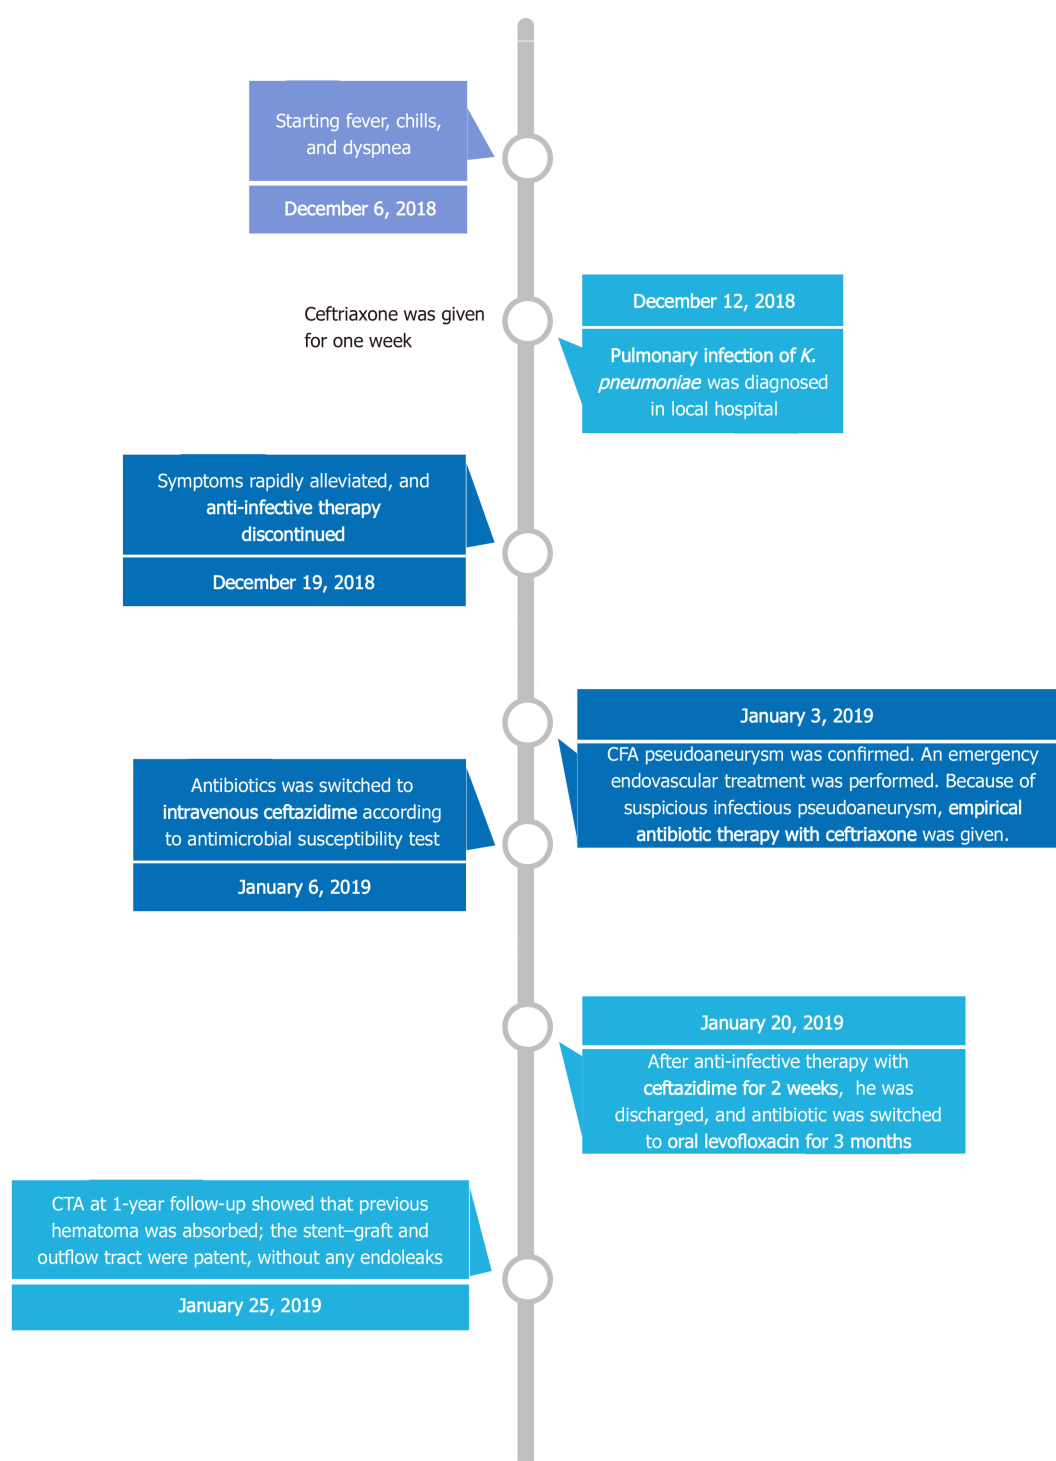 Starting fever, chills,
and dyspnea
December 6, 2018
Ceftriaxone was given
for one week
December 12, 2018
Pulmonary infection of K.
pneumoniae was diagnosed
in local hospital
Symptoms rapidly alleviated, and
anti-infective therapy
discontinued
December 19, 2018
January 3, 2019
CFA pseudoaneurysm was confirmed. An emergency
endovascular treatment was performed. Because of
suspicious infectious pseudoaneurysm, empirical
antibiotic therapy with ceftriaxone was given.
Antibiotics was switched to
intravenous ceftazidime according
to antimicrobial susceptibility test
January 6, 2019
January 20, 2019
After anti-infective therapy with
ceftazidime for 2 weeks, he was
discharged, and antibiotic was switched
to oral levofloxacin for 3 months
CTA at 1-year follow-up showed that previous
hematoma was absorbed; the stent–graft and
outflow tract were patent, without any endoleaks
January 25, 2019